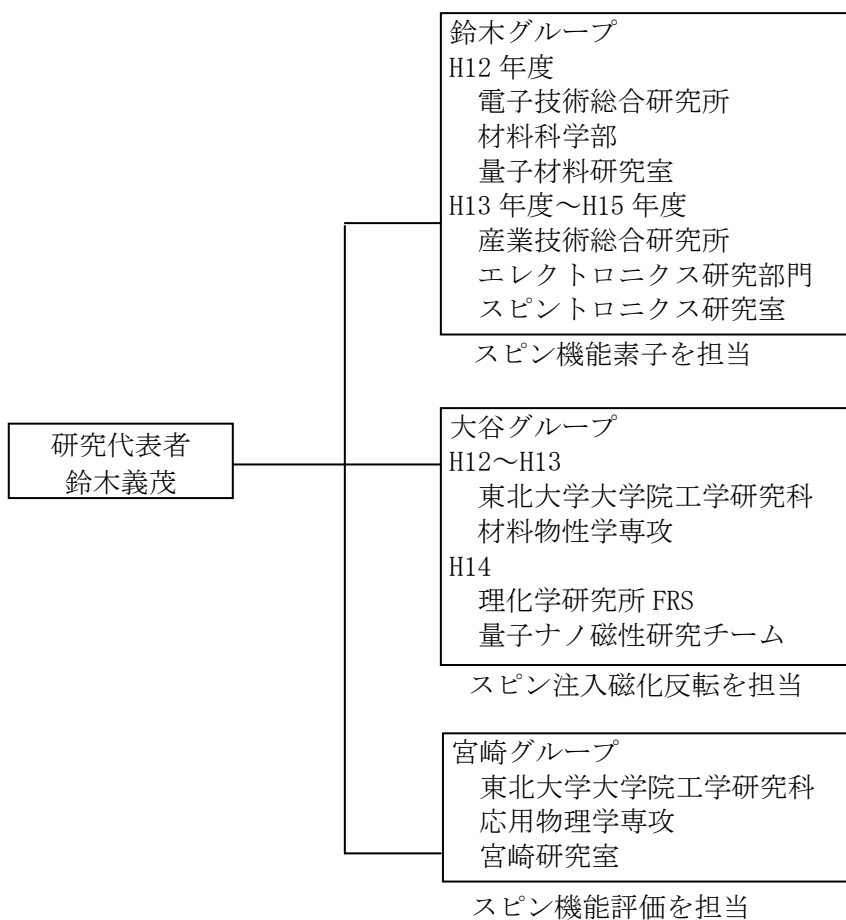 鈴木グループ
H12 年度
電子技術総合研究所
材料科学部
量子材料研究室
H13 年度～H15 年度
産業技術総合研究所
エレクトロニクス研究部門
スピントロニクス研究室
スピン機能素子を担当
研究代表者
鈴木義茂
大谷グループ
H12～H13
東北大学大学院工学研究科
材料物性学専攻
H14
理化学研究所 FRS
量子ナノ磁性研究チーム
スピン注入磁化反転を担当
宮崎グループ
東北大学大学院工学研究科
応用物理学専攻
宮崎研究室
スピン機能評価を担当